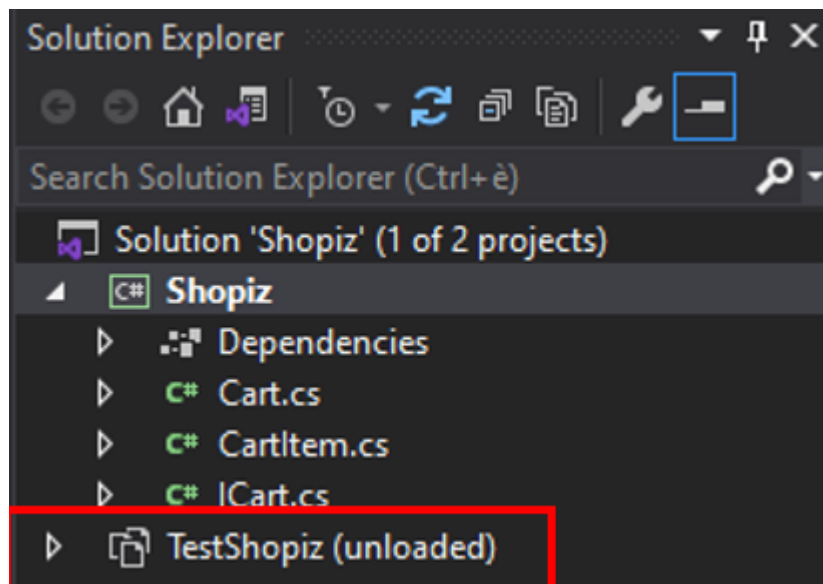 Solution Explorer
Search Solution Explorer (Ctrl+è)
Solution 'Shopiz' (1 of 2 projects)
C# Shopiz
Dependencies
C# Cart.cs
C# CartItem.cs
C# ICart.cs
TestShopiz (unloaded)